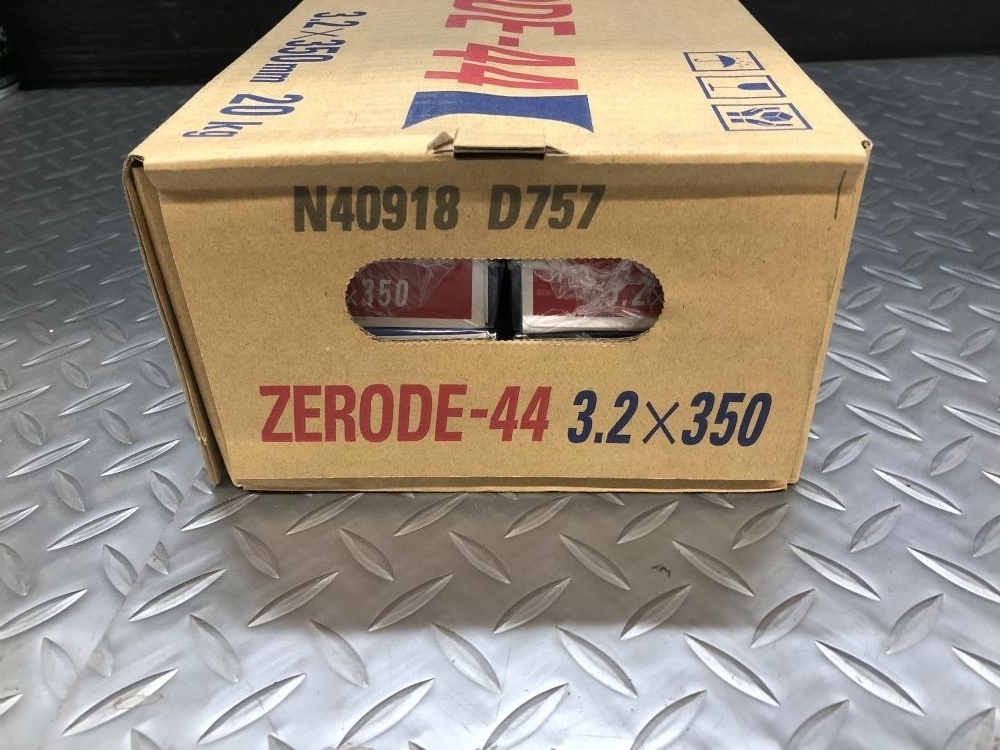 3.2×350mm 20kg
DE-44
N40918 D757
×350
3.2
ZERODE-44 3.2×350